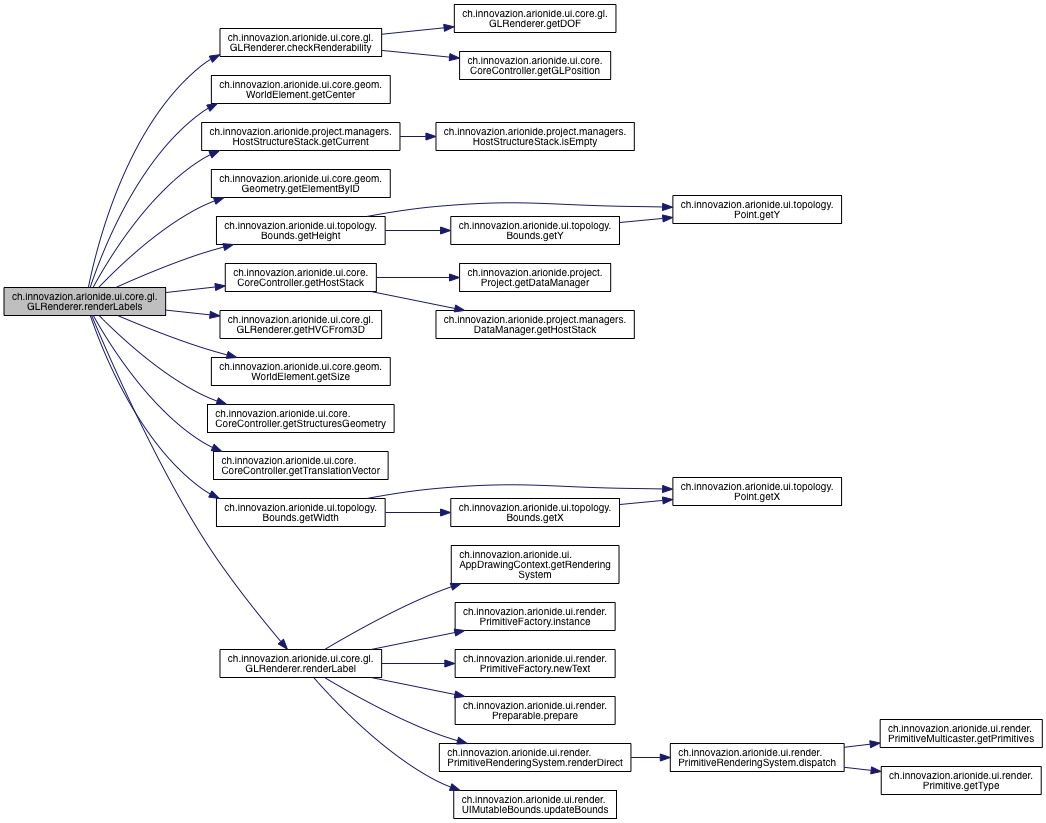 ch.innovazion.arionide.ui.core.gl.
GLRenderer.renderLabels
ch.innovazion.arionide.ui.core.gl.
GLRenderer.checkRenderability
ch.innovazion.arionide.ui.core.gl.
GLRenderer.getDOF
ch.innovazion.arionide.ui.core.
CoreController.getGLPosition
ch.innovazion.arionide.ui.core.geom.
WorldElement.getCenter
ch.innovazion.arionide.project.managers.
HostStructureStack.getCurrent
ch.innovazion.arionide.project.managers.
HostStructureStack.isEmpty
ch.innovazion.arionide.ui.core.geom.
Geometry.getElementByID
ch.innovazion.arionide.ui.topology.
Bounds.getHeight
ch.innovazion.arionide.ui.topology.
Bounds.getY
ch.innovazion.arionide.ui.topology.
Point.getY
ch.innovazion.arionide.ui.core.
CoreController.getHostStack
ch.innovazion.arionide.project.
Project.getDataManager
ch.innovazion.arionide.project.managers.
DataManager.getHostStack
ch.innovazion.arionide.ui.core.gl.
GLRenderer.getHVCFrom3D
ch.innovazion.arionide.ui.core.geom.
WorldElement.getSize
ch.innovazion.arionide.ui.core.
CoreController.getStructuresGeometry
ch.innovazion.arionide.ui.core.
CoreController.getTranslationVector
ch.innovazion.arionide.ui.topology.
Bounds.getWidth
ch.innovazion.arionide.ui.topology.
Bounds.getX
ch.innovazion.arionide.ui.topology.
Point.getX
ch.innovazion.arionide.ui.core.gl.
GLRenderer.renderLabel
ch.innovazion.arionide.ui.
AppDrawingContext.getRendering
System
ch.innovazion.arionide.ui.render.
PrimitiveFactory.instance
ch.innovazion.arionide.ui.render.
PrimitiveFactory.newText
ch.innovazion.arionide.ui.render.
Preparable.prepare
ch.innovazion.arionide.ui.render.
PrimitiveRenderingSystem.renderDirect
ch.innovazion.arionide.ui.render.
PrimitiveRenderingSystem.dispatch
ch.innovazion.arionide.ui.render.
PrimitiveMulticaster.getPrimitives
ch.innovazion.arionide.ui.render.
Primitive.getType
ch.innovazion.arionide.ui.render.
UIMutableBounds.updateBounds